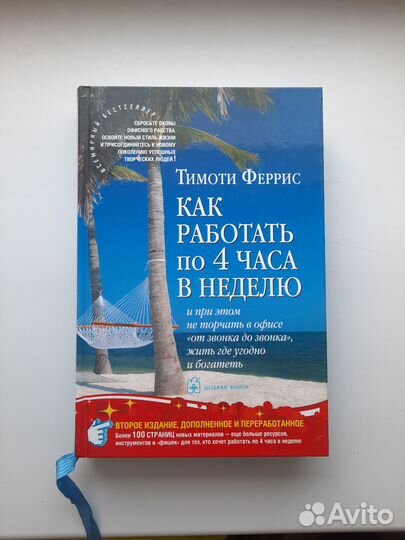 ВСЕМИРНЫЙ БЕСТСЕЛЛЕР
СБРОСЬТЕ ОКОВЫ
ОФИСНОГО РАБСТВА,
ОСВОЙТЕ НОВЫЙ СТИЛЬ ЖИЗНИ
И ПРИСОЕДИНЯЙТЕСЬ К НОВОМУ
ПОКОЛЕНИЮ УСПЕШНЫХ
ТВОРЧЕСКИХ ЛЮДЕЙ!
ТИМОТИ ФЕРРИС
КАК
РАБОТАТЬ
ПО 4 ЧАСА
В НЕДЕЛЮ
и при этом
не торчать в офисе
«от звонка до звонка»,
жить где угодно
и богатеть
ДОБРАЯ КНИГА
ВТОРОЕ ИЗДАНИЕ, ДОПОЛНЕННОЕ И ПЕРЕРАБОТАННОЕ
Более 100 СТРАНИЦ новых материалов — еще больше ресурсов,
инструментов и «фишек» для тех, кто хочет работать по 4 часа в неделю
Avito